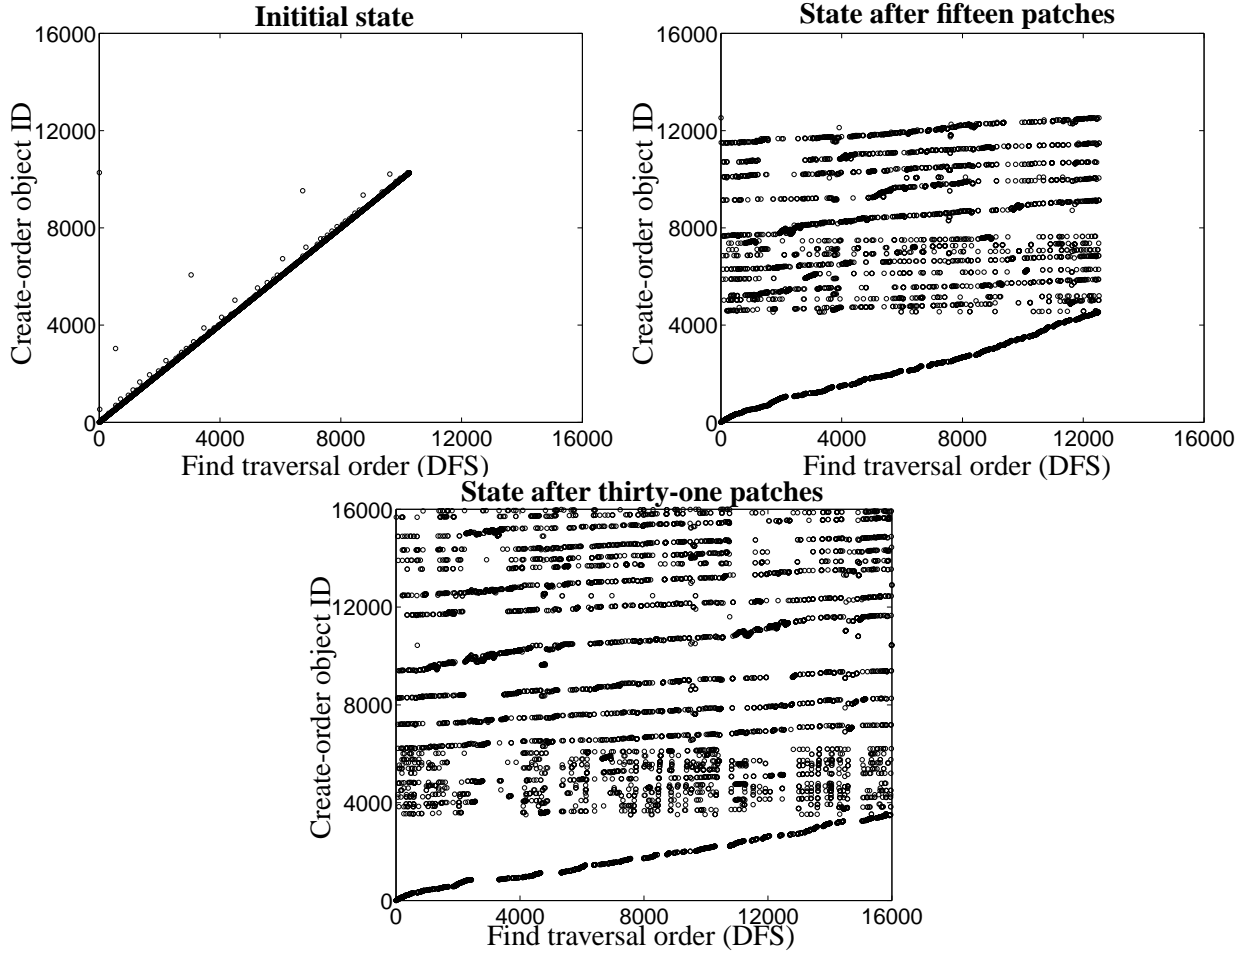 Inititial state
16000
12000
8000
4000
0
Create-order object ID
0 4000 8000 12000 16000
Find traversal order (DFS)
State after fifteen patches
16000
12000
8000
4000
0
Create-order object ID
0 4000 8000 12000 16000
Find traversal order (DFS)
State after thirty-one patches
16000
12000
8000
4000
0
Create-order object ID
0 4000 8000 12000 16000
Find traversal order (DFS)